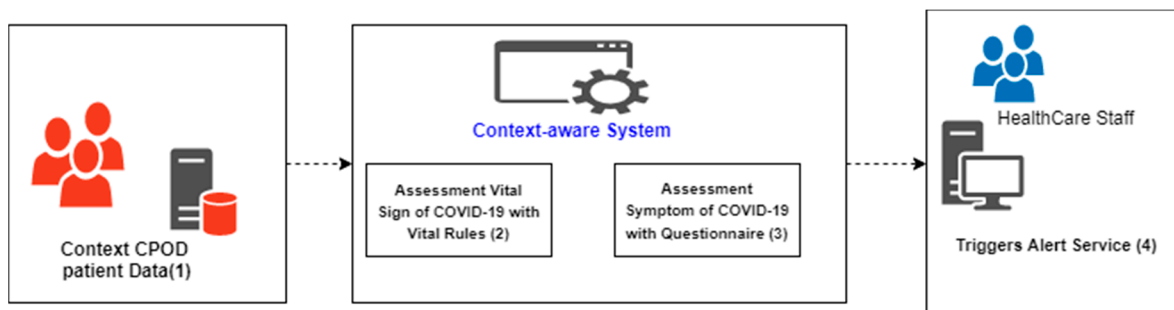 Context CPOD
patient Data(1)
Context-aware System
Assessment Vital
Sign of COVID-19 with
Vital Rules (2)
Assessment
Symptom of COVID-19
with Questionnaire (3)
HealthCare Staff
Triggers Alert Service (4)